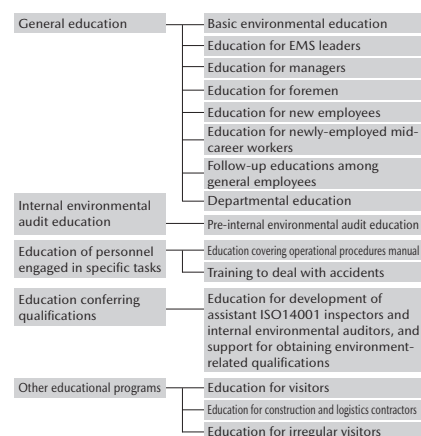 General education
Basic environmental education
Education for EMS leaders
Education for managers
Education for foremen
Education for new employees
Education for newly-employed mid-
career workers
Follow-up educations among
general employees
Departmental education
Internal environmental
audit education
Pre-internal environmental audit education
Education of personnel
engaged in specific tasks
Education covering operational procedures manual
Training to deal with accidents
Education conferring
qualifications
Education for development of
assistant ISO14001 inspectors and
internal environmental auditors, and
support for obtaining environment-
related qualifications
Other educational programs
Education for visitors
Education for construction and logistics contractors
Education for irregular visitors